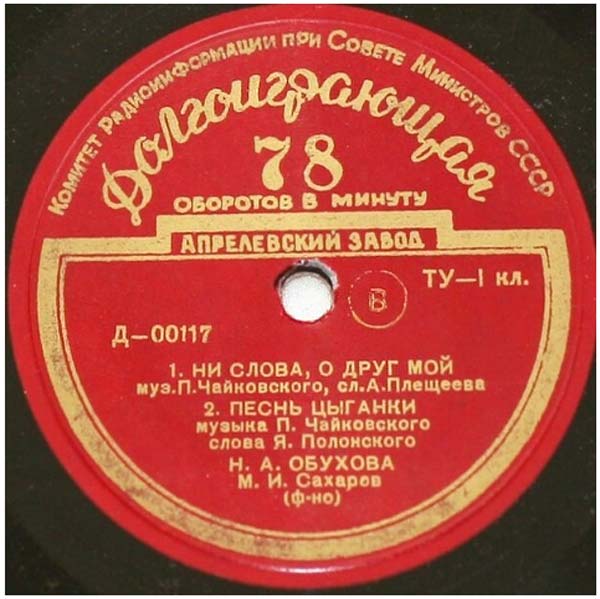 Комитет Радиоинформации при Совете Министров СССР
Долгоиграющая
78
ОБОРОТОВ В МИНУТУ
АПРЕЛЕВСКИЙ ЗАВОД
ТУ—I кл.
В
Д—00117
1. НИ СЛОВА, О ДРУГ МОЙ
муз.П.Чайковского, сл.А.Плещеева
2. ПЕСНЬ ЦЫГАНКИ
музыка П. Чайковского
слова Я. Полонского
Н. А. ОБУХОВА
М. И. Сахаров
(ф-но)